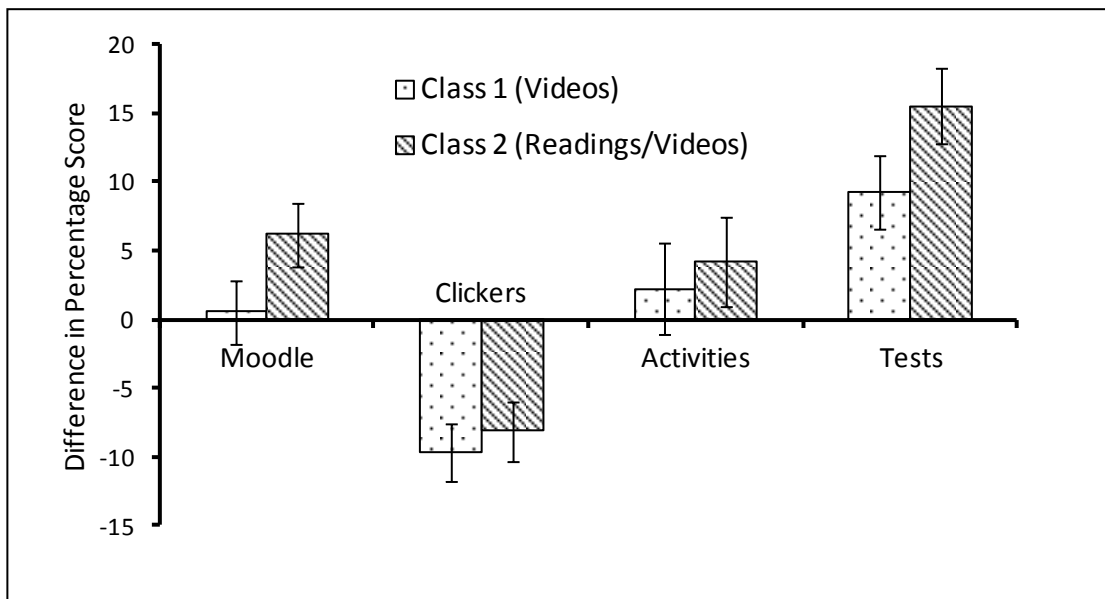 Difference in Percentage Score
20
15
10
5
0
-5
-10
-15
Class 1 (Videos)
Class 2 (Readings/Videos)
Moodle
Clickers
Activities
Tests